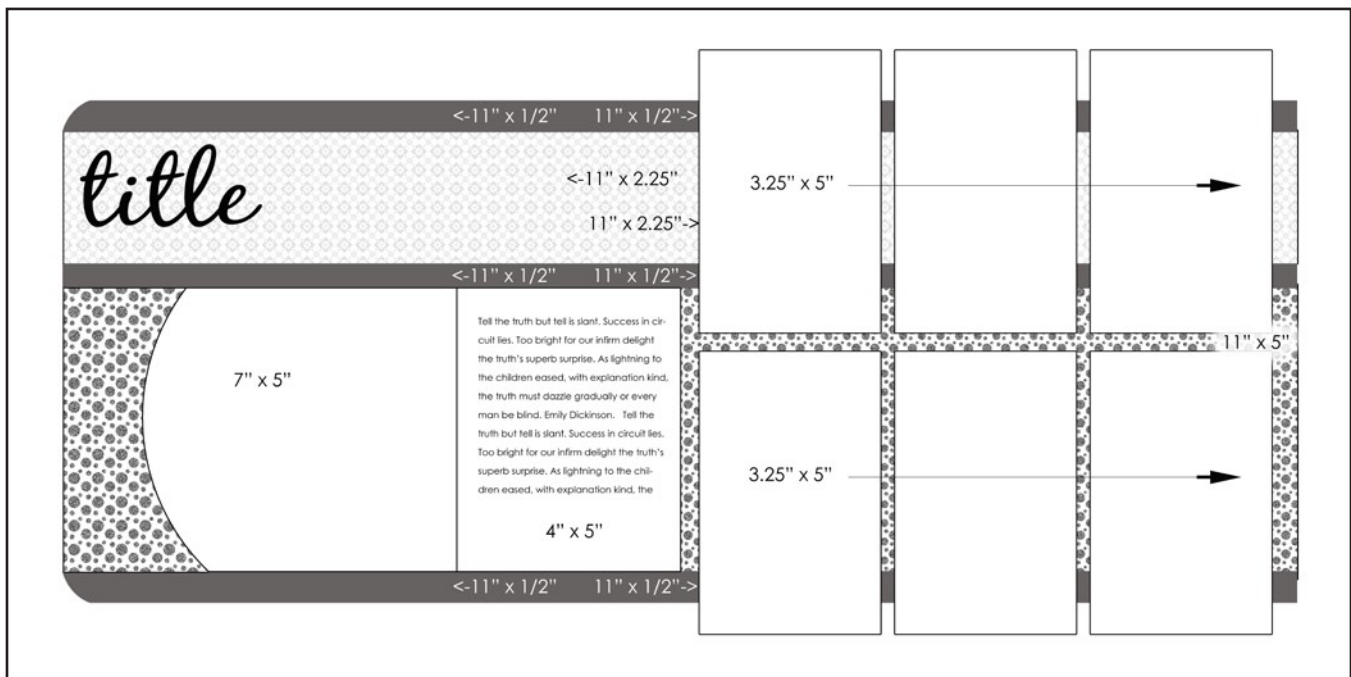 <-11" x 1/2" 11" x 1/2"->
title
<-11" x 2.25"
11" x 2.25"->
3.25" x 5"
<-11" x 1/2" 11" x 1/2"->
7" x 5"
Tell the truth but tell is slant. Success in cir-
cuit lies. Too bright for our infirm delight
the truth's superb surprise. As lightning to
the children eased, with explanation kind,
the truth must dazzle gradually or every
man be blind. Emily Dickinson. Tell the
truth but tell is slant. Success in circuit lies.
Too bright for our infirm delight the truth's
superb surprise. As lightning to the chil-
dren eased, with explanation kind, the
4" x 5"
11" x 5"
3.25" x 5"
<-11" x 1/2" 11" x 1/2"->